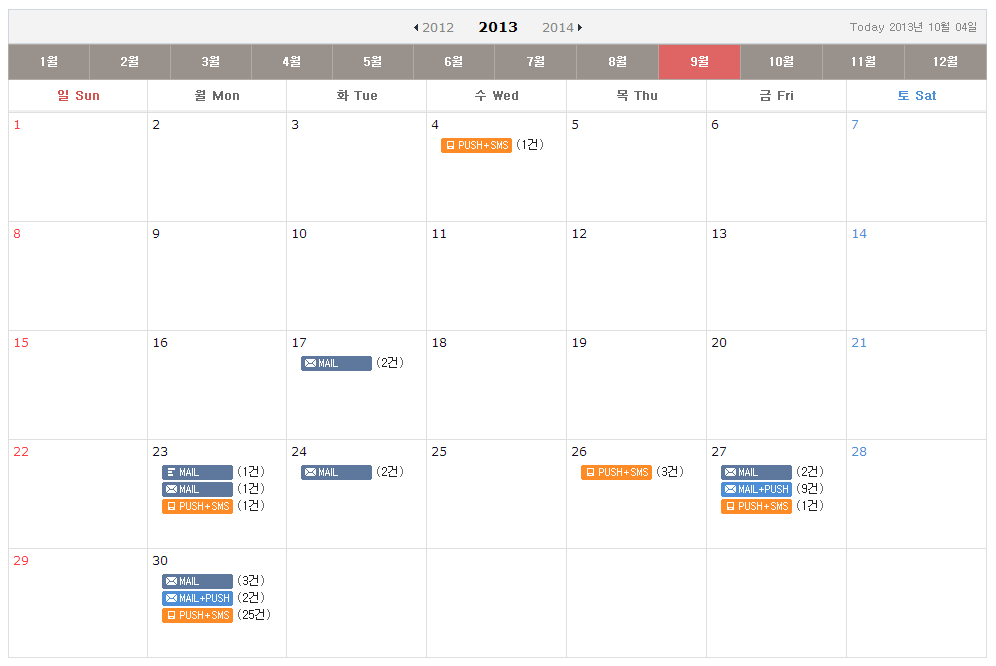 2012 2013 2014 Today 2013년 10월 04일
1월 2월 3월 4월 5월 6월 7월 8월 9월 10월 11월 12월
일 Sun 월 Mon 화 Tue 수 Wed 목 Thu 금 Fri 토 Sat
1 2 3 4 5 6 7
PUSH+SMS (1건)
8 9 10 11 12 13 14
15 16 17 18 19 20 21
MAIL (2건)
22 23 24 25 26 27 28
MAIL (1건) MAIL (2건) PUSH+SMS (3건) MAIL (2건)
MAIL (1건) MAIL+PUSH (9건)
PUSH+SMS (1건) PUSH+SMS (1건)
29 30
MAIL (3건)
MAIL+PUSH (2건)
PUSH+SMS (25건)